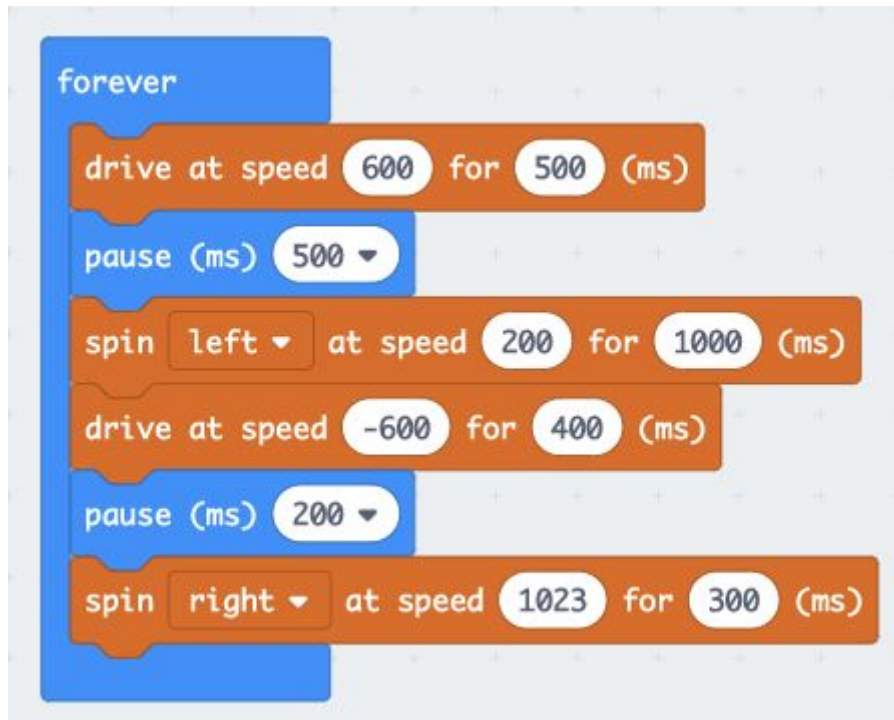 forever
drive at speed 600 for 500 (ms)
pause (ms) 500
spin left at speed 200 for 1000 (ms)
drive at speed -600 for 400 (ms)
pause (ms) 200
spin right at speed 1023 for 300 (ms)